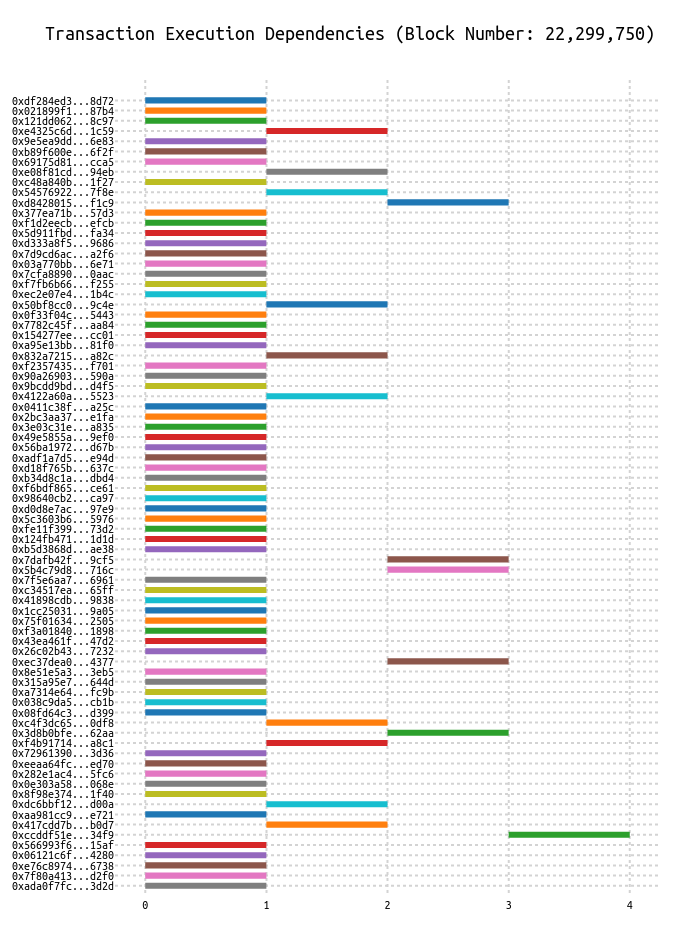 Transaction Execution Dependencies (Block Number: 22,299,750)
0xdf284ed3...8d72
0x021899f1...87b4
0x121dd062...8c97
0xe4325c6d...1c59
0x9e5ea9dd...6e83
0xb89f600e...6f2f
0x69175d81...cca5
0xe08f81cd...94eb
0xc48a840b...1f27
0x54576922...7f8e
0xd8428015...f1c9
0x377ea71b...57d3
0xf1d2eecb...efcb
0x5d911fbd...fa34
0xd333a8f5...9686
0x7d9cd6ac...a2f6
0x03a770bb...6e71
0x7cfa8890...0aac
0xf7fb6b66...f255
0xec2e07e4...1b4c
0x50bf8cc0...9c4e
0x0f33f04c...5443
0x7782c45f...aa84
0x154277ee...cc01
0xa95e13bb...81f0
0x832a7215...a82c
0xf2357435...f701
0x90a26903...590a
0x9bcdd9bd...d4f5
0x4122a60a...5523
0x0411c38f...a25c
0x2bc3aa37...e1fa
0x3e03c31e...a835
0x49e5855a...9ef0
0x56ba1972...d67b
0xadf1a7d5...e94d
0xd18f765b...637c
0xb34d8c1a...dbd4
0xf6bdf865...ce61
0x98640cb2...ca97
0xd0d8e7ac...97e9
0x5c3603b6...5976
0xfe11f399...73d2
0x124fb471...1d1d
0xb5d3868d...ae38
0x7dafb42f...9cf5
0x5b4c79d8...716c
0x7f5e6aa7...6961
0xc34517ea...65ff
0x41898cdb...9838
0x1cc25031...9a05
0x75f01634...2505
0xf3a01840...1898
0x43ea461f...47d2
0x26c02b43...7232
0xec37dea0...4377
0x8e51e5a3...3eb5
0x315a95e7...644d
0xa7314e64...fc9b
0x038c9da5...cb1b
0x08fd64c3...d399
0xc4f3dc65...0df8
0x3d8b0bfe...62aa
0xf4b91714...a8c1
0x72961390...3d36
0xeeaa64fc...ed70
0x282e1ac4...5fc6
0x0e303a58...068e
0x8f98e374...1f40
0xdc6bbf12...d00a
0xaa981cc9...e721
0x417cdd7b...b0d7
0xccddf51e...34f9
0x566993f6...15af
0x06121c6f...4280
0xe76c8974...6738
0x7f80a413...d2f0
0xada0f7fc...3d2d
0 1 2 3 4